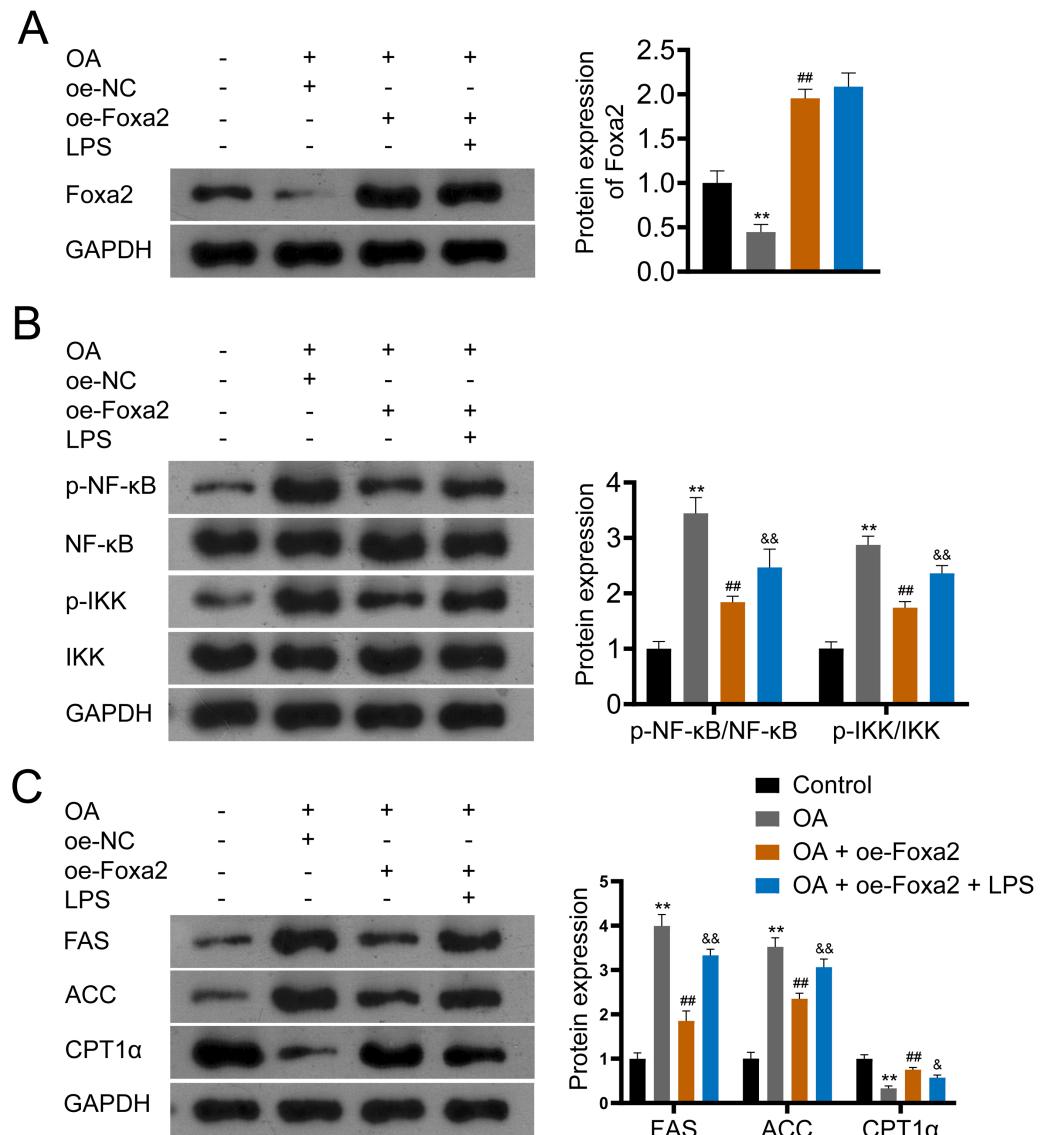 A
OA - + + +
oe-NC - + - -
oe-Foxa2 - - + +
LPS - - - +
Foxa2
GAPDH
Protein expression
of Foxa2
2.5
2.0
1.5
1.0
0.5
0.0
**
##
B
OA - + + +
oe-NC - + - -
oe-Foxa2 - - + +
LPS - - - +
p-NF-κB
NF-κB
p-IKK
IKK
GAPDH
Protein expression
4
3
2
1
0
** ## &&
** ## &&
p-NF-κB/NF-κB p-IKK/IKK
C
OA - + + +
oe-NC - + - -
oe-Foxa2 - - + +
LPS - - - +
FAS
ACC
CPT1α
GAPDH
Control
OA
OA + oe-Foxa2
OA + oe-Foxa2 + LPS
Protein expression
5
4
3
2
1
0
** ## &&
** ## &&
** ## &
FAS ACC CPT1α